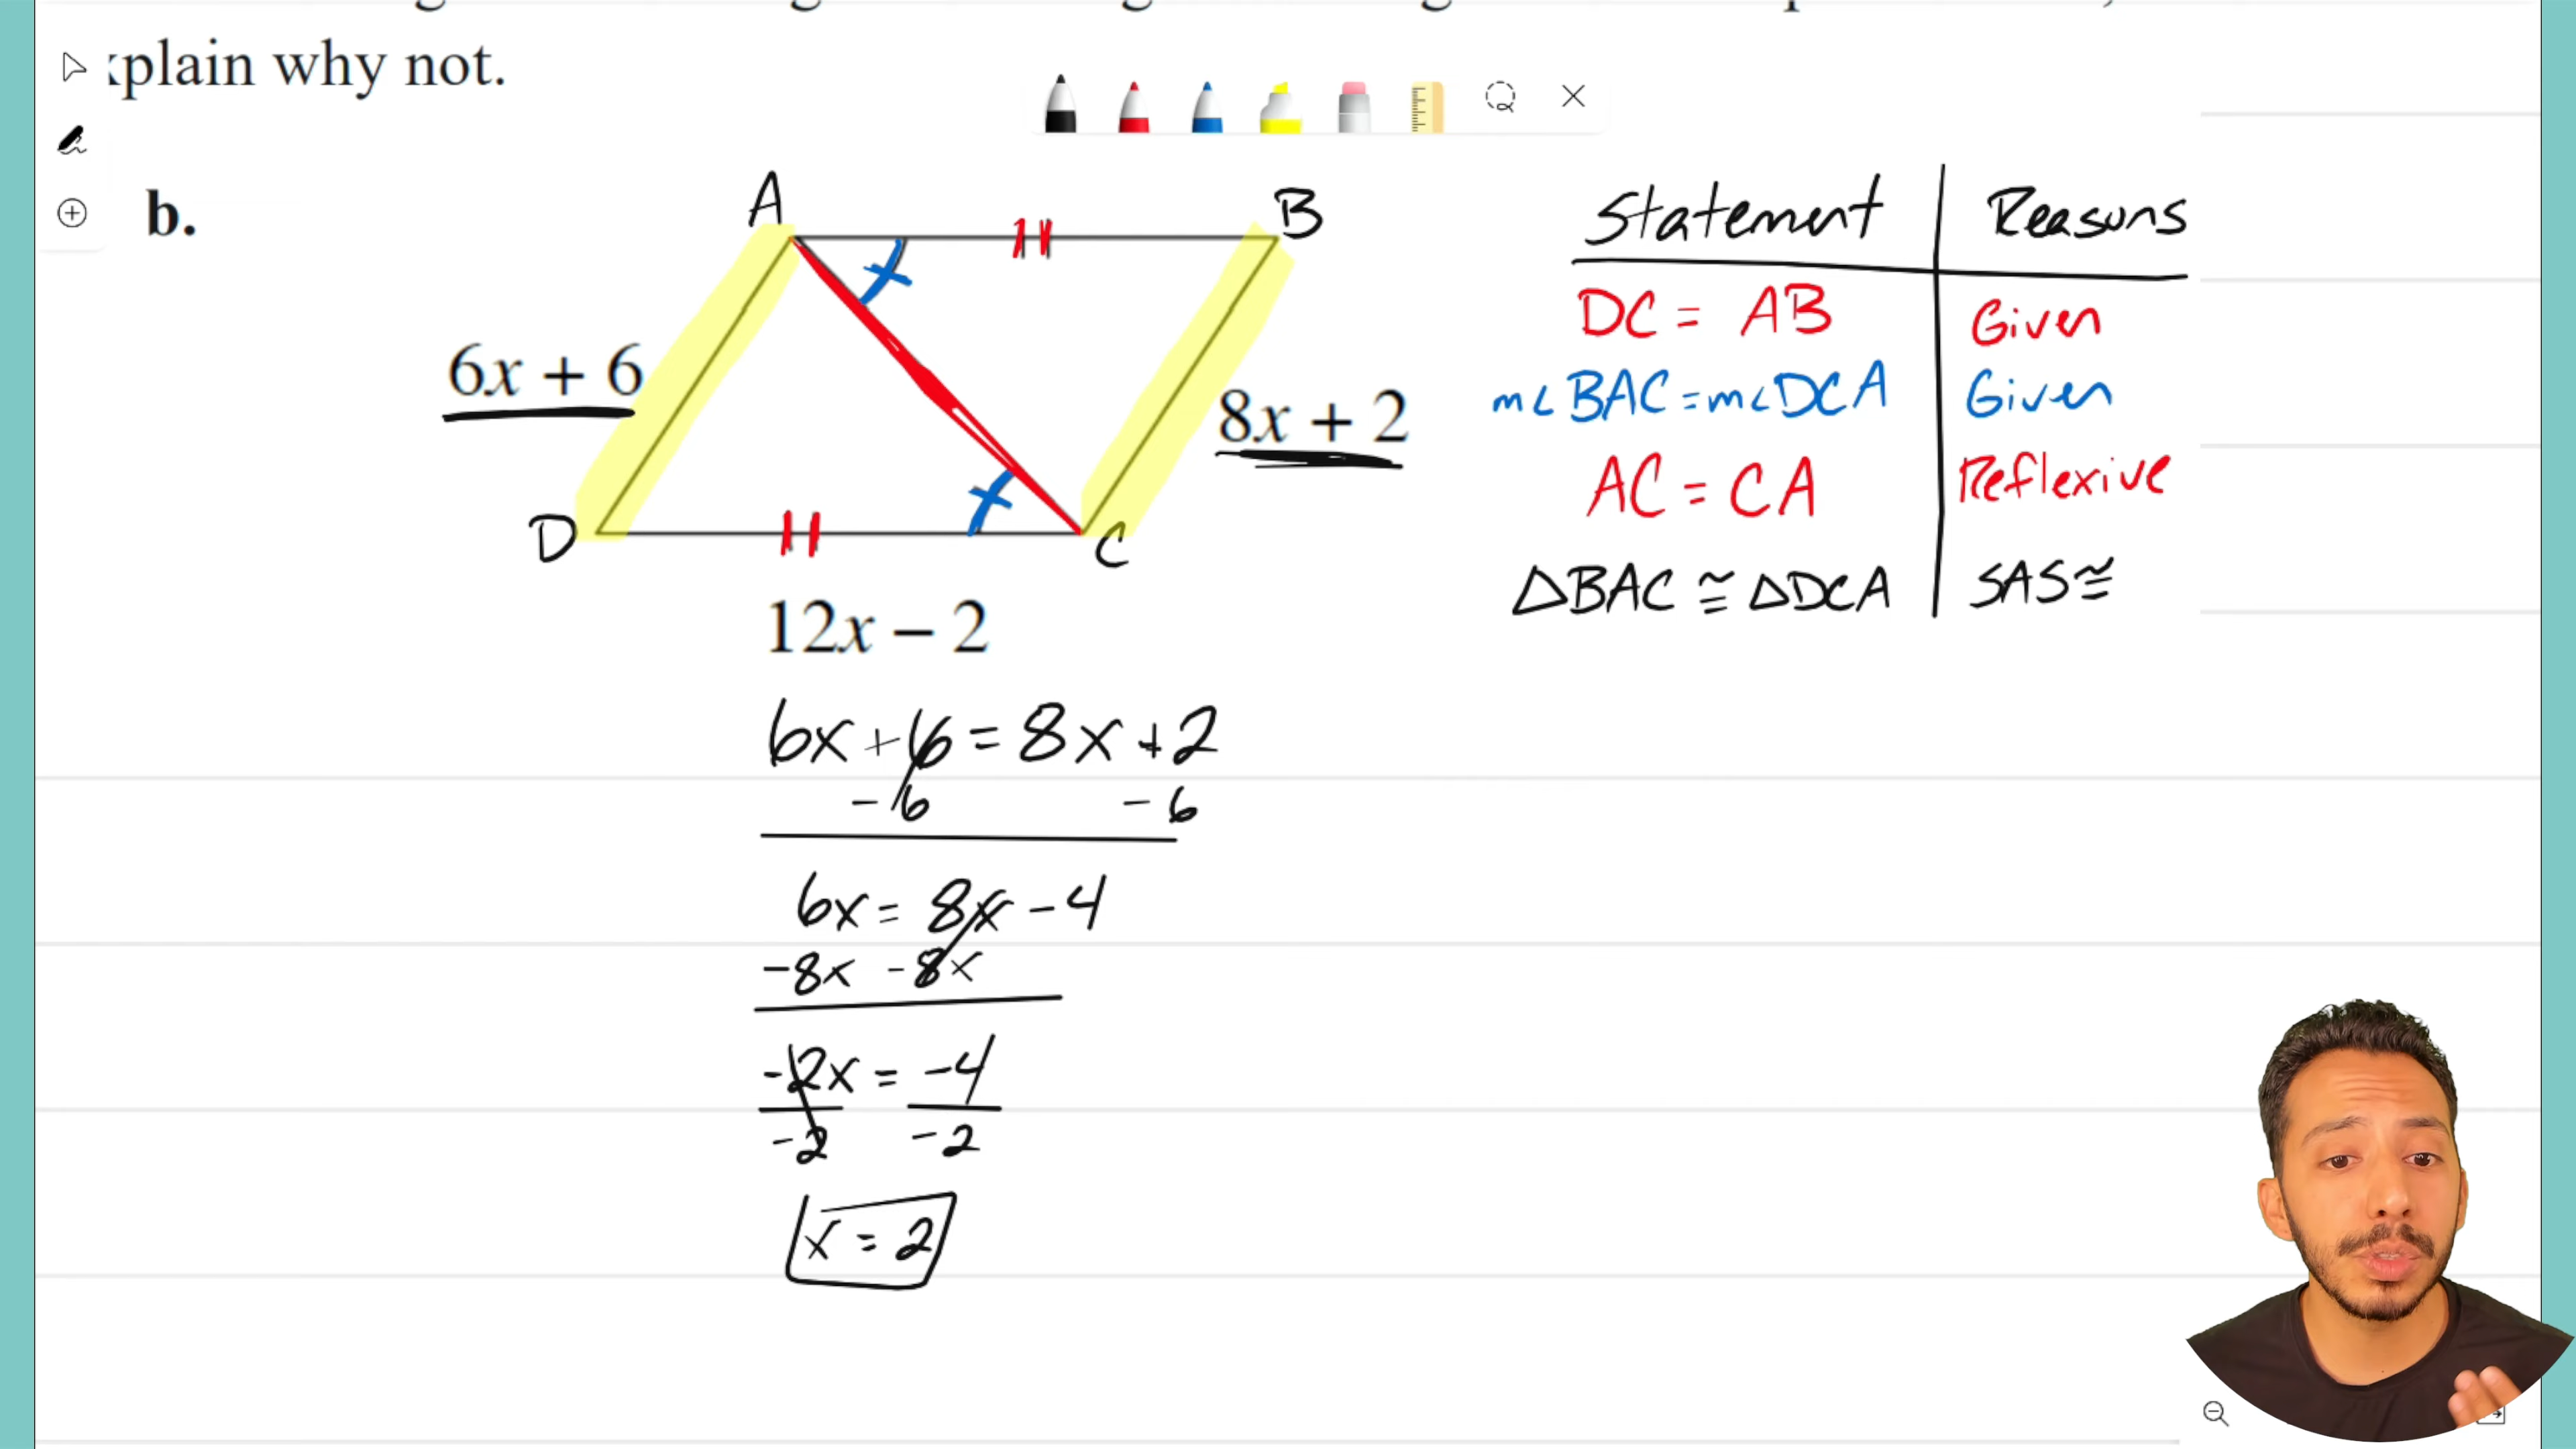 xplain why not.
b.
A
B
6x + 6
8x + 2
D
C
12x – 2
Statement | Reasons
DC = AB | Given
m∠BAC = m∠DCA | Given
AC = CA | Reflexive
△BAC ≅ △DCA | SAS ≅
6x + 6 = 8x + 2
- 6 - 6
6x = 8x - 4
-8x -8x
-2x = -4
-2 -2
x = 2